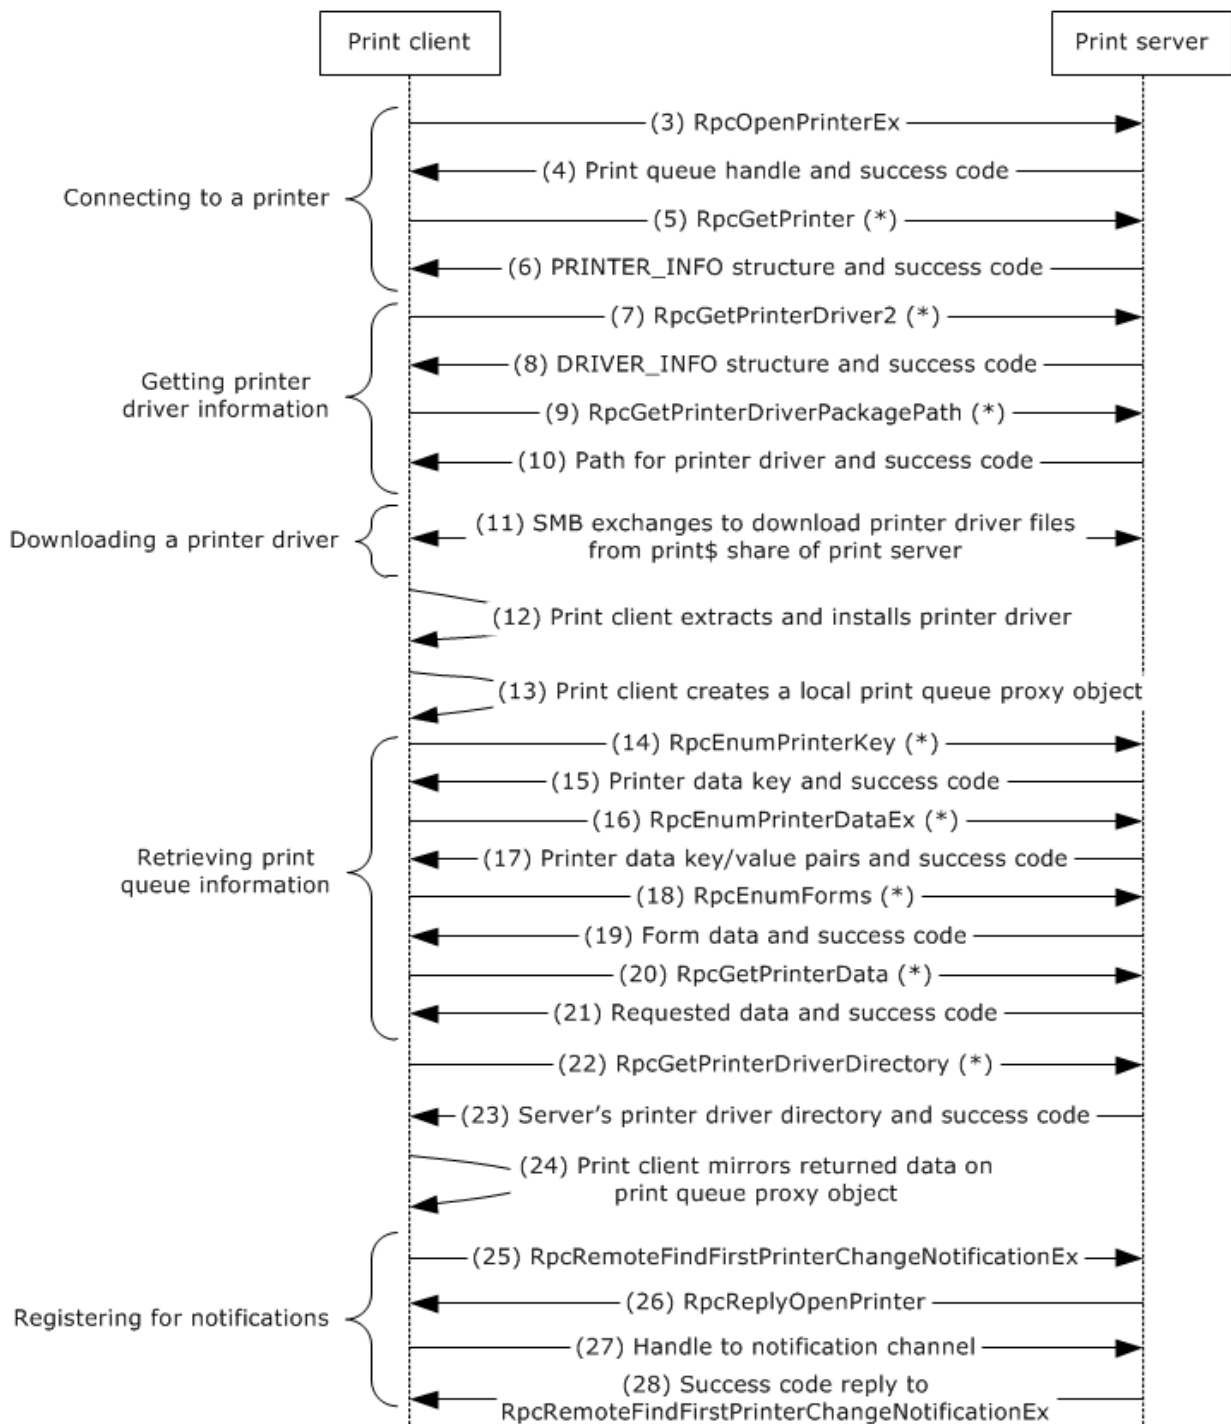 Print client
Print server
(3) RpcOpenPrinterEx
(4) Print queue handle and success code
Connecting to a printer
(5) RpcGetPrinter (*)
(6) PRINTER_INFO structure and success code
(7) RpcGetPrinterDriver2 (*)
(8) DRIVER_INFO structure and success code
Getting printer
driver information
(9) RpcGetPrinterDriverPackagePath (*)
(10) Path for printer driver and success code
Downloading a printer driver
(11) SMB exchanges to download printer driver files
from print$ share of print server
(12) Print client extracts and installs printer driver
(13) Print client creates a local print queue proxy object
(14) RpcEnumPrinterKey (*)
(15) Printer data key and success code
(16) RpcEnumPrinterDataEx (*)
Retrieving print
queue information
(17) Printer data key/value pairs and success code
(18) RpcEnumForms (*)
(19) Form data and success code
(20) RpcGetPrinterData (*)
(21) Requested data and success code
(22) RpcGetPrinterDriverDirectory (*)
(23) Server’s printer driver directory and success code
(24) Print client mirrors returned data on
print queue proxy object
(25) RpcRemoteFindFirstPrinterChangeNotificationEx
(26) RpcReplyOpenPrinter
Registering for notifications
(27) Handle to notification channel
(28) Success code reply to
RpcRemoteFindFirstPrinterChangeNotificationEx